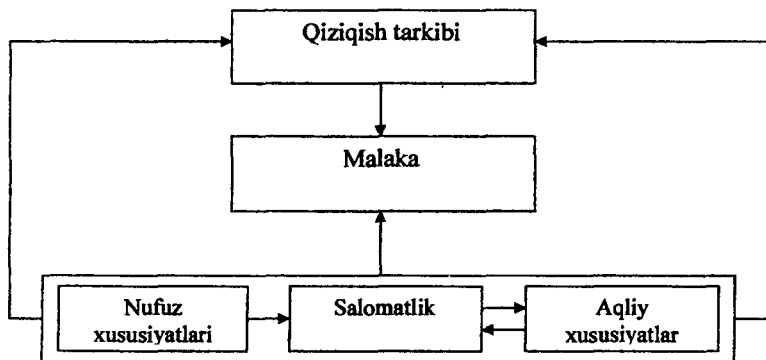 Qiziqish tarkibi
Malaka
Nufuz
xususiyatlari
Salomatlik
Aqliy
xususiyatlar